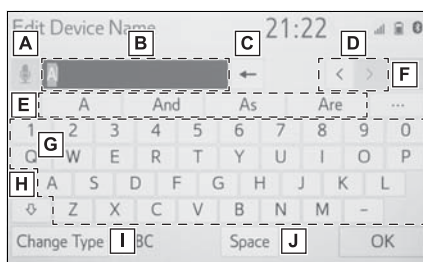 Edit Device Name 21:22
A B C D
A ← < > F
E A And As Are ...
1 2 3 4 5 6 7 8 9 0
G
Q W E R T Y U I O P
H A S D F G H J K L
Z X C V B N M -
Change Type I BC Space J OK